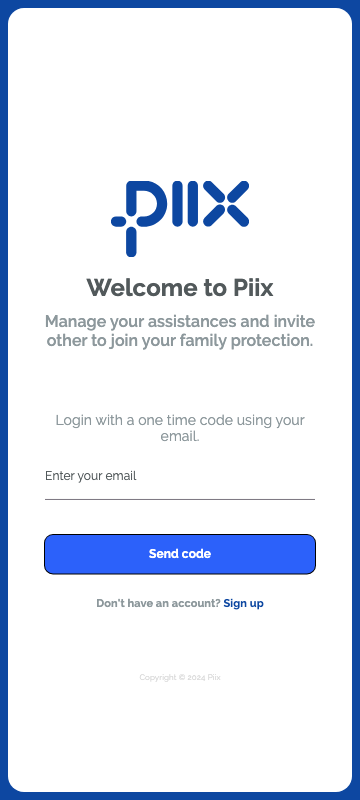 piix
Welcome to Piix
Manage your assistances and invite
other to join your family protection.
Login with a one time code using your
email.
Enter your email
Send code
Don't have an account? Sign up
Copyright © 2024 Piix